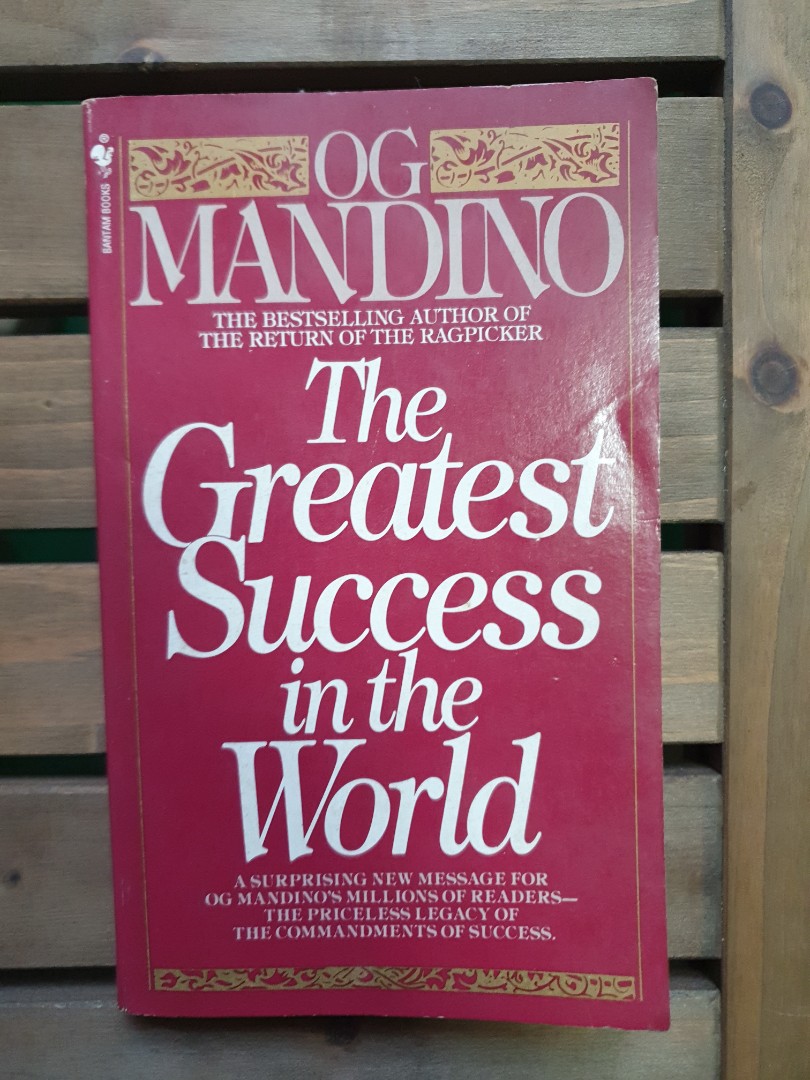 BANTAM BOOKS
®
OG
MANDINO
THE BESTSELLING AUTHOR OF
THE RETURN OF THE RAGPICKER
The
Greatest
Success
in the
World
A SURPRISING NEW MESSAGE FOR
OG MANDINO'S MILLIONS OF READERS—
THE PRICELESS LEGACY OF
THE COMMANDMENTS OF SUCCESS.